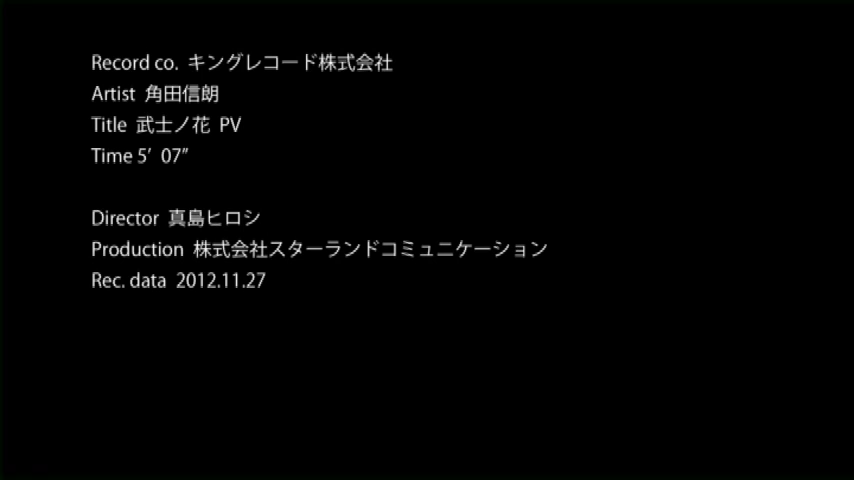 Record co. キングレコード株式会社
Artist 角田信朗
Title 武士ノ花 PV
Time 5’ 07”
Director 真島ヒロシ
Production 株式会社スターランドコミュニケーション
Rec. data 2012.11.27